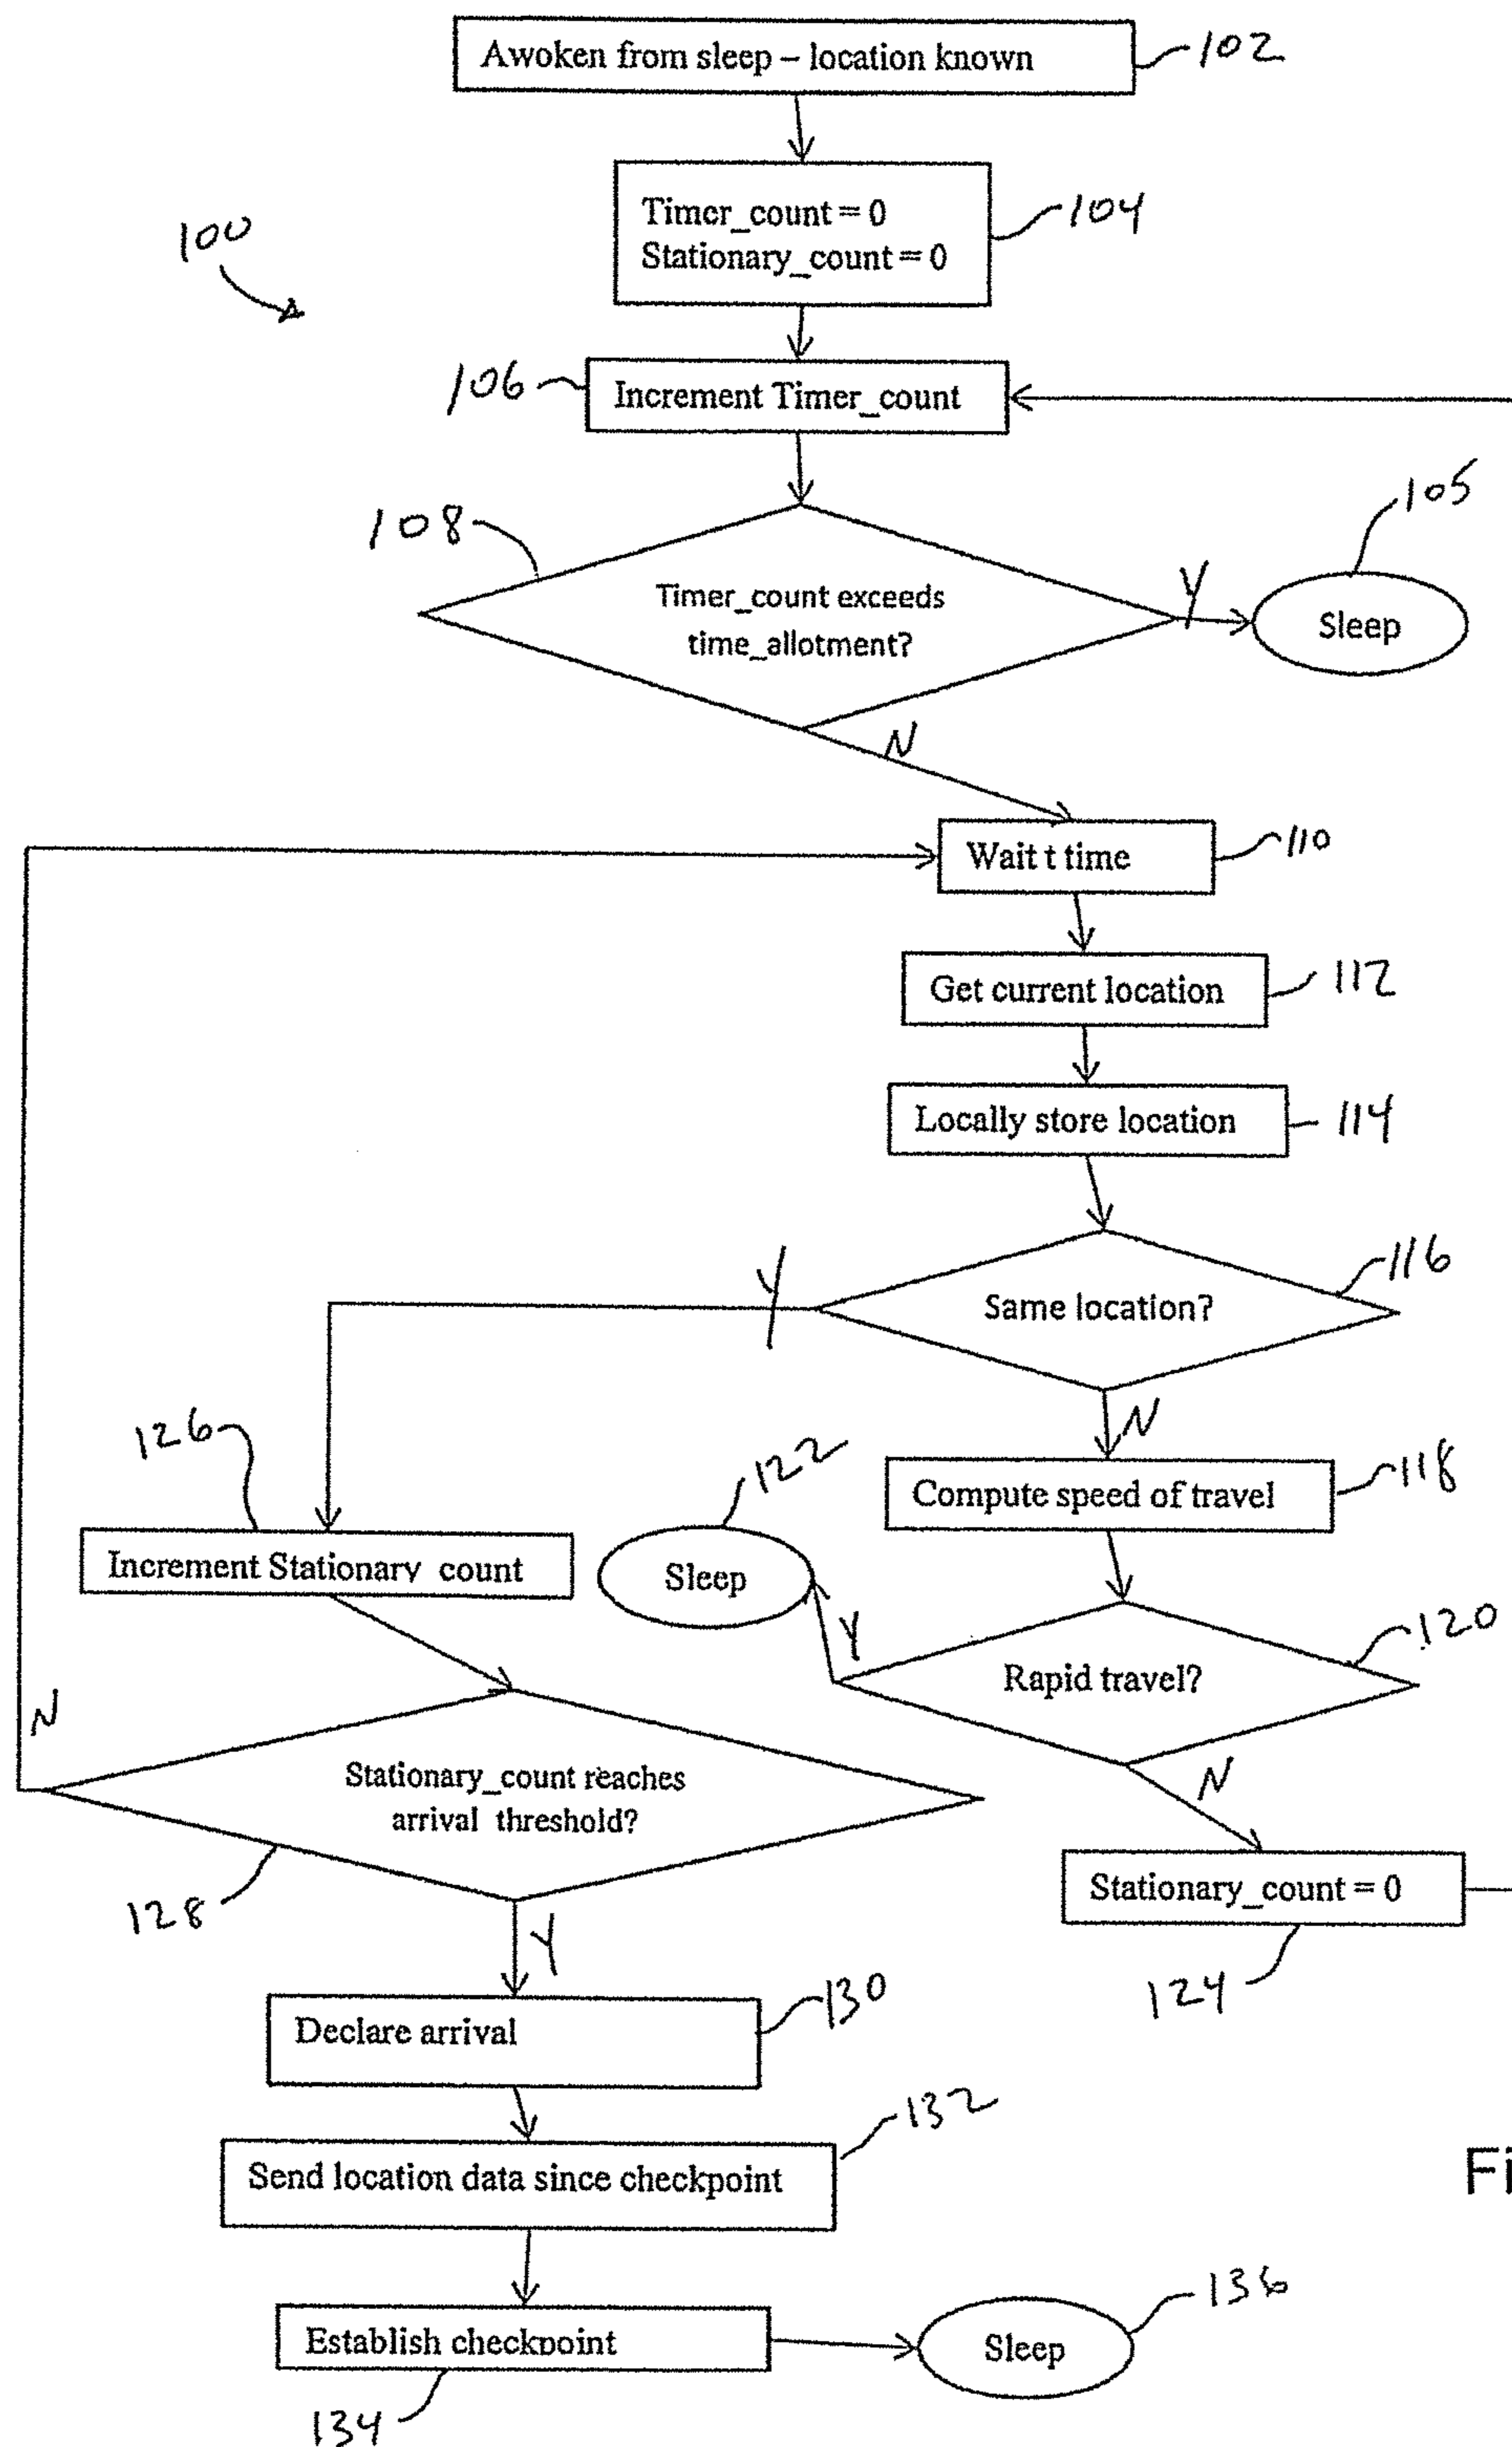 Awoken from sleep – location known
102
Timer_count = 0
Stationary_count = 0
104
100
106
Increment Timer_count
108
Timer_count exceeds
time_allotment?
Y
105
Sleep
N
Wait t time
110
Get current location
112
Locally store location
114
Same location?
116
Y
N
126
Increment Stationary count
122
Sleep
Compute speed of travel
118
Y
Rapid travel?
120
N
N
Stationary_count reaches
arrival threshold?
128
Y
Stationary_count = 0
124
Declare arrival
130
Send location data since checkpoint
132
Fi
Establish checkpoint
134
Sleep
136